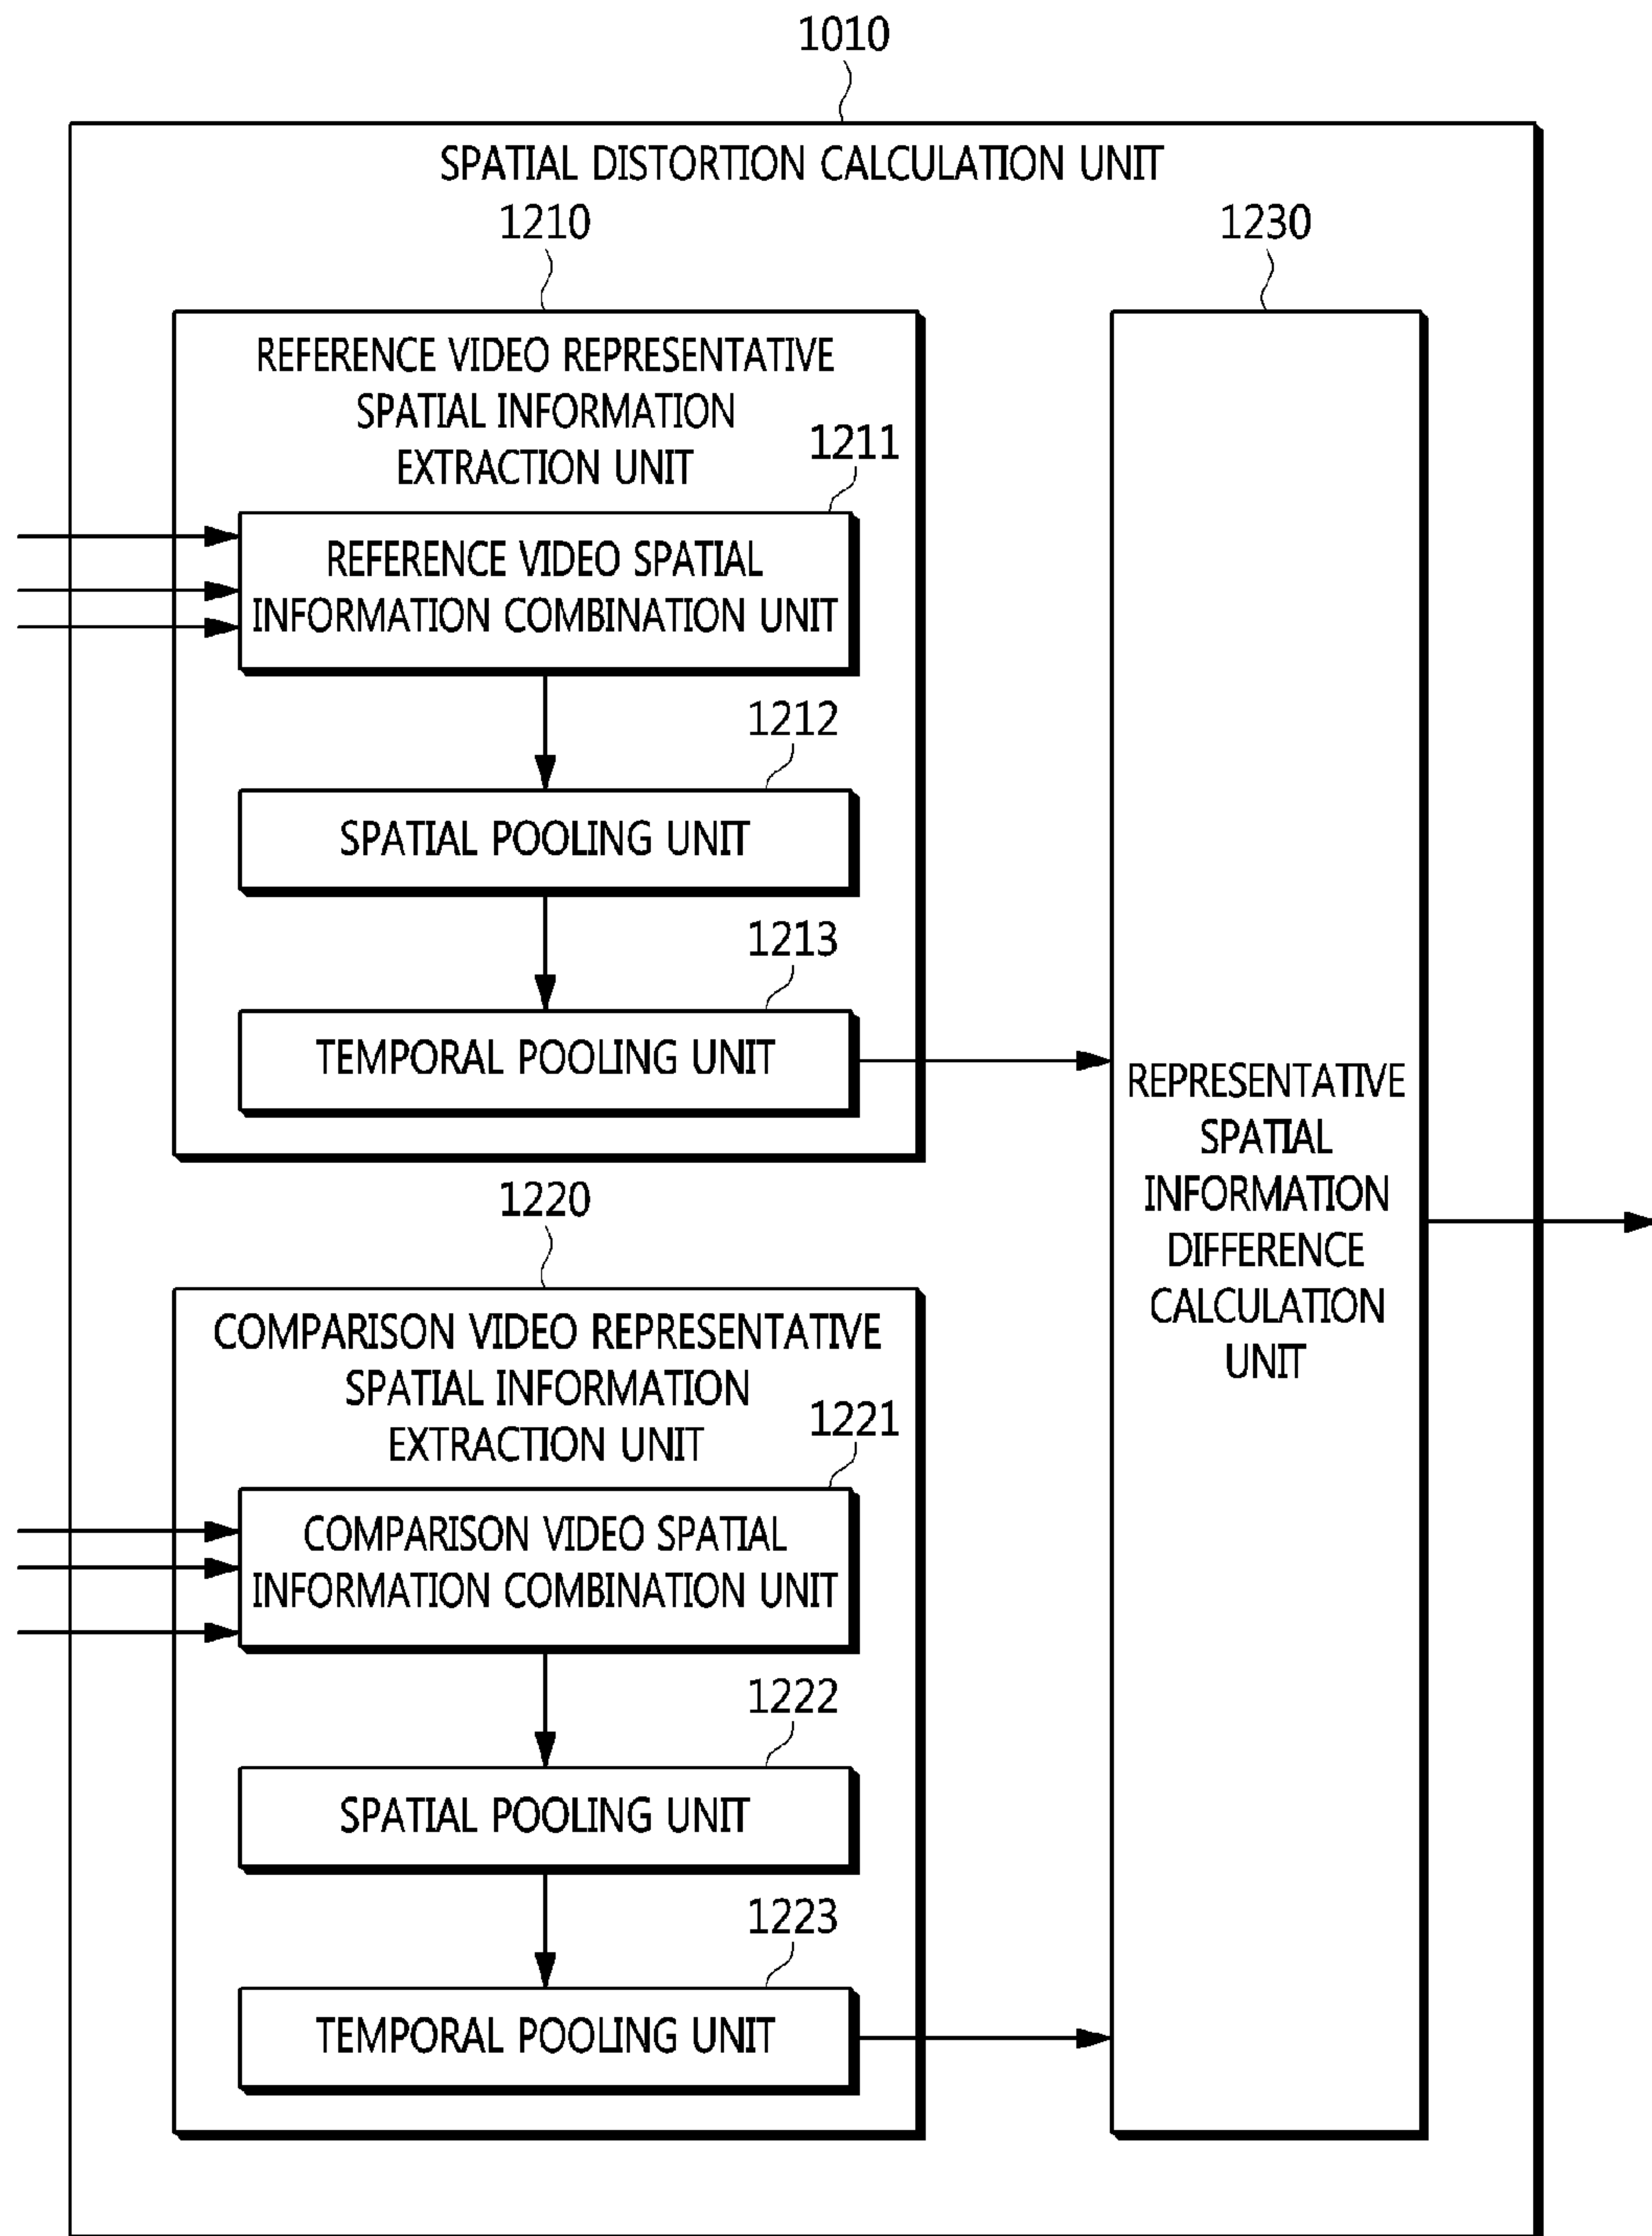 1010
SPATIAL DISTORTION CALCULATION UNIT
1210
REFERENCE VIDEO REPRESENTATIVE
SPATIAL INFORMATION
EXTRACTION UNIT
1211
REFERENCE VIDEO SPATIAL
INFORMATION COMBINATION UNIT
1212
SPATIAL POOLING UNIT
1213
TEMPORAL POOLING UNIT
1220
COMPARISON VIDEO REPRESENTATIVE
SPATIAL INFORMATION
EXTRACTION UNIT
1221
COMPARISON VIDEO SPATIAL
INFORMATION COMBINATION UNIT
1222
SPATIAL POOLING UNIT
1223
TEMPORAL POOLING UNIT
1230
REPRESENTATIVE
SPATIAL
INFORMATION
DIFFERENCE
CALCULATION
UNIT